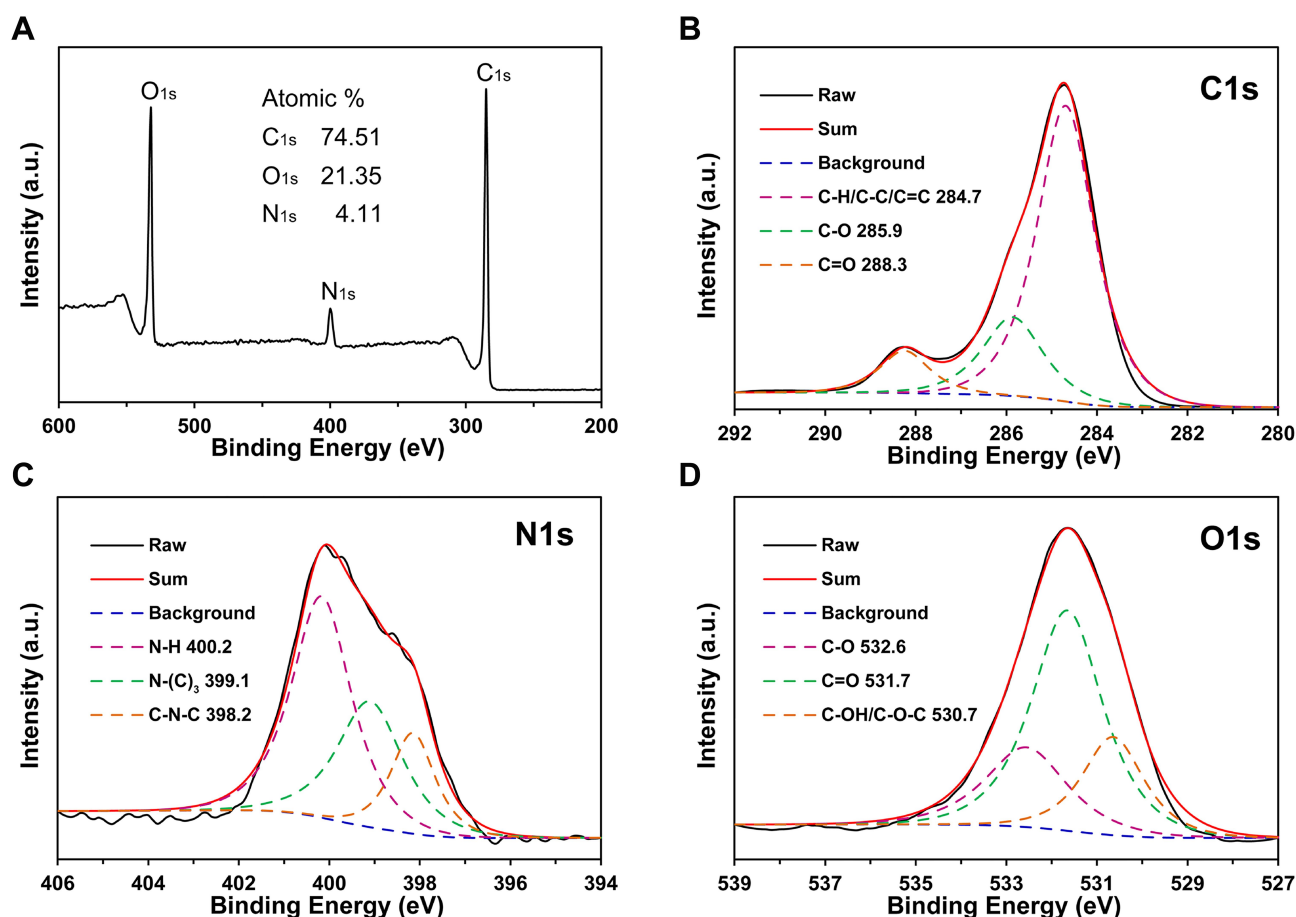 A
O1s
C1s
N1s
Atomic %
C1s 74.51
O1s 21.35
N1s 4.11
Intensity (a.u.)
600 500 400 300 200
Binding Energy (eV)
B
C1s
Raw
Sum
Background
C-H/C-C/C=C 284.7
C-O 285.9
C=O 288.3
Intensity (a.u.)
292 290 288 286 284 282 280
Binding Energy (eV)
C
N1s
Raw
Sum
Background
N-H 400.2
N-(C)₃ 399.1
C-N-C 398.2
Intensity (a.u.)
406 404 402 400 398 396 394
Binding Energy (eV)
D
O1s
Raw
Sum
Background
C-O 532.6
C=O 531.7
C-OH/C-O-C 530.7
Intensity (a.u.)
539 537 535 533 531 529 527
Binding Energy (eV)